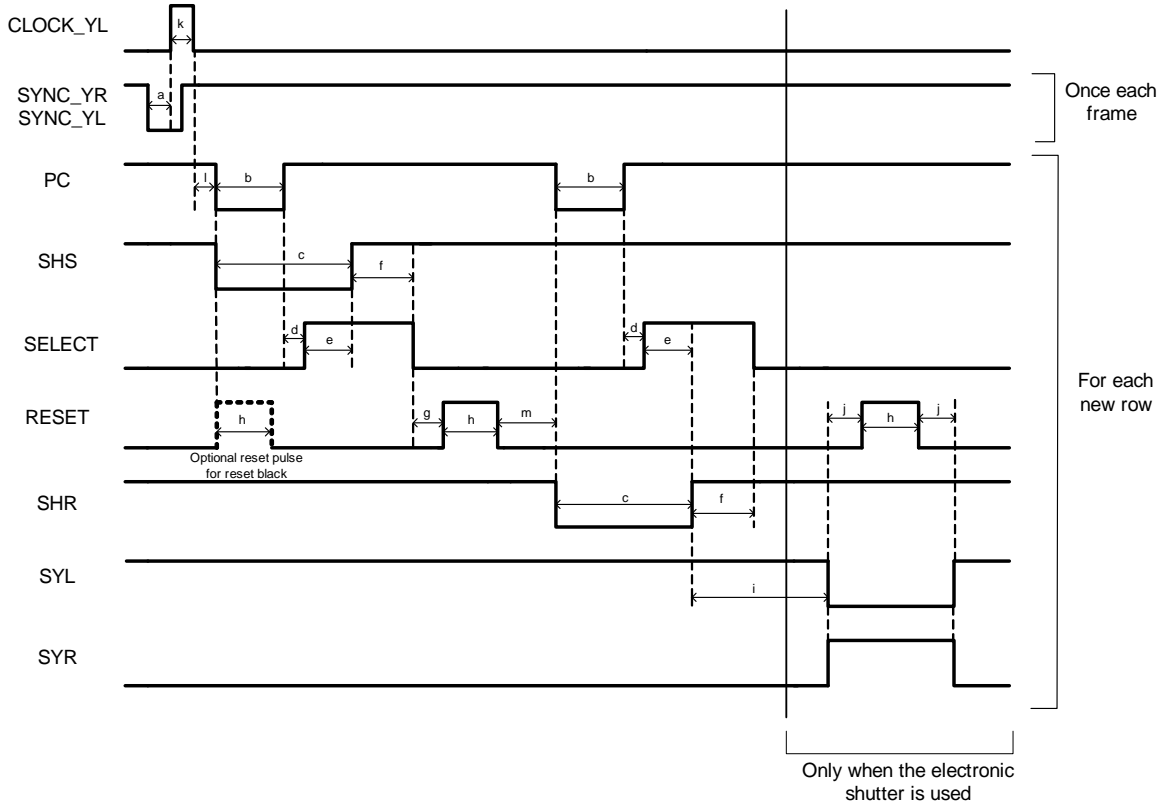 CLOCK_YL
k
SYNC_YR
SYNC_YL
a
Once each
frame
PC
l
b
b
SHS
c
f
SELECT
d
e
d
e
For each
new row
RESET
h
g
h
m
j
h
j
Optional reset pulse
for reset black
SHR
c
f
SYL
i
SYR
Only when the electronic
shutter is used